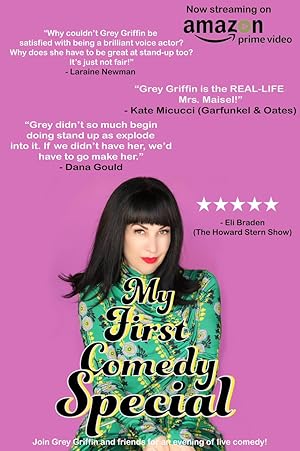 Now streaming on
amazon
prime video
"Why couldn't Grey Griffin be
satisfied with being a brilliant voice actor?
Why does she have to be great at stand-up too?
It's just not fair!"
- Laraine Newman
"Grey Griffin is the REAL-LIFE
Mrs. Maisel!"
- Kate Micucci (Garfunkel & Oates)
"Grey didn't so much begin
doing stand up as explode
into it. If we didn't have her, we'd
have to go make her."
- Dana Gould
★★★★★
- Eli Braden
(The Howard Stern Show)
My
First
Comedy
Special
Join Grey Griffin and friends for an evening of live comedy!